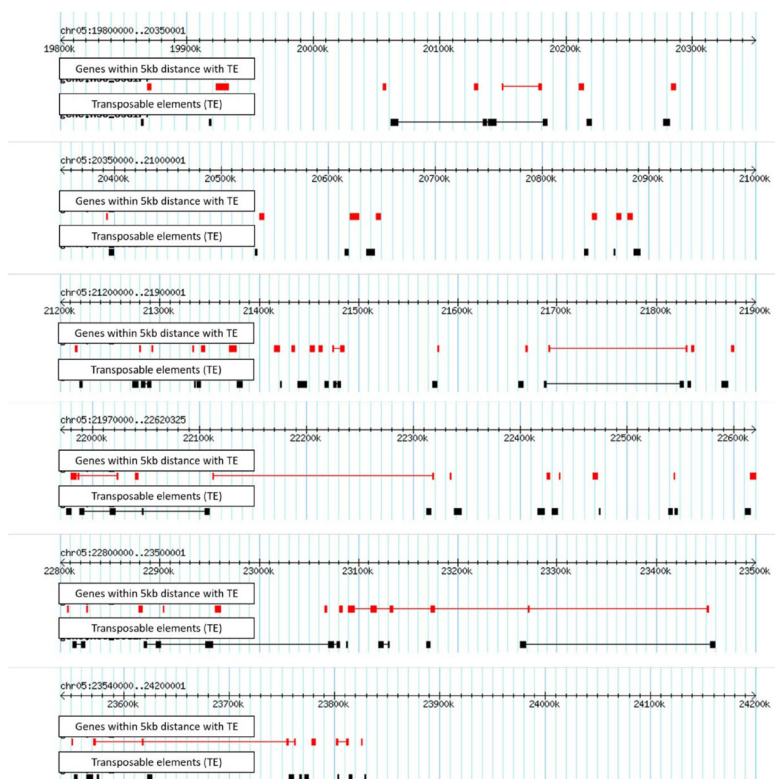 chr05:19800000..20350001
19800k 19900k 20000k 20100k 20200k 20300k
Genes within 5kb distance with TE
Transposable elements (TE)
chr05:20350000..21000001
20400k 20500k 20600k 20700k 20800k 20900k 21000k
Genes within 5kb distance with TE
Transposable elements (TE)
chr05:21200000..21900001
21200k 21300k 21400k 21500k 21600k 21700k 21800k 21900k
Genes within 5kb distance with TE
Transposable elements (TE)
chr05:21970000..22620325
22000k 22100k 22200k 22300k 22400k 22500k 22600k
Genes within 5kb distance with TE
Transposable elements (TE)
chr05:22800000..23500001
22800k 22900k 23000k 23100k 23200k 23300k 23400k 23500k
Genes within 5kb distance with TE
Transposable elements (TE)
chr05:23540000..24200001
23600k 23700k 23800k 23900k 24000k 24100k 24200k
Genes within 5kb distance with TE
Transposable elements (TE)